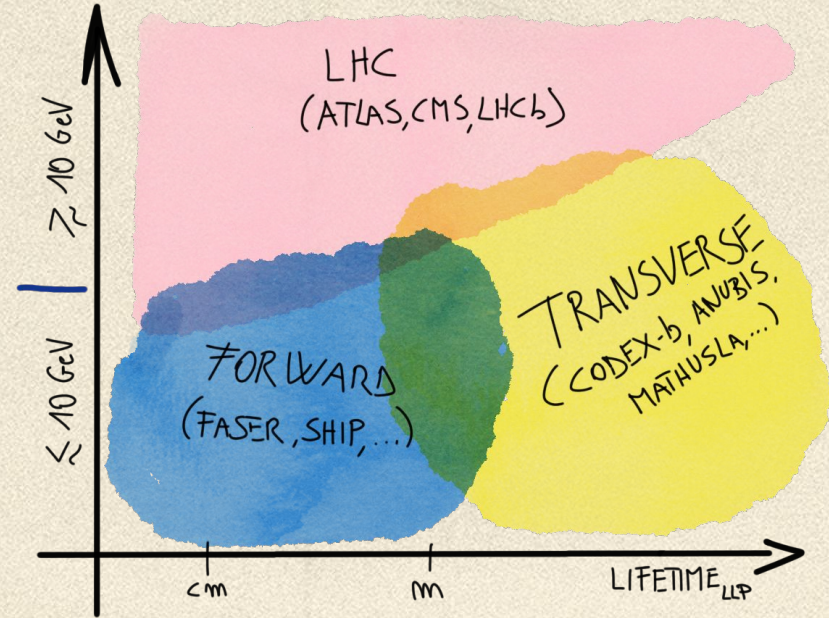 LHC
(ATLAS, CMS, LHCb)
≳ 10 GeV
≲ 10 GeV
FORWARD
(FASER, SHIP, ...)
TRANSVERSE
(CODEX-b, ANUBIS,
MATHUSLA, ...)
cm
m
LIFETIME_LLP